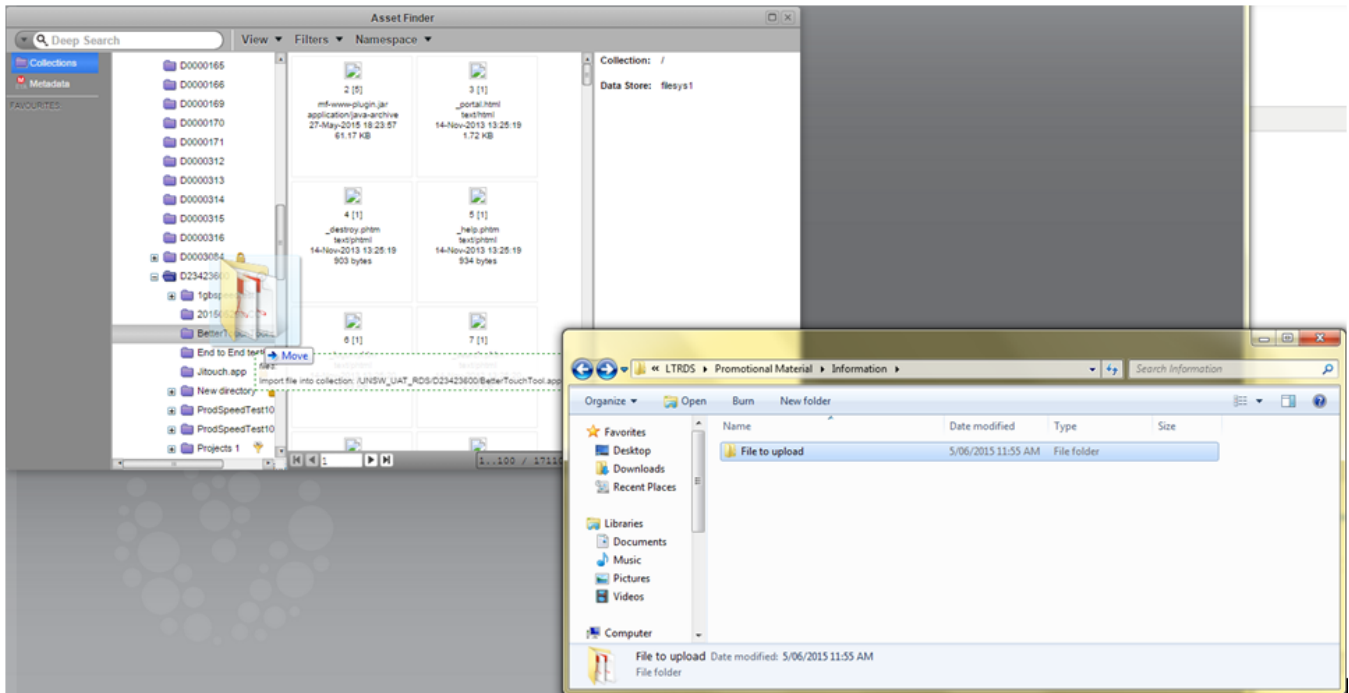 Asset Finder
Deep Search
View Filters Namespace
Collections
Metadata
FAVOURITES
D0000165
D0000166
D0000169
D0000170
D0000171
D0000312
D0000313
D0000314
D0000315
D0000316
D0003084
D23423600
End to End
Jitouch.app
New directory
ProdSpeedTest10
ProdSpeedTest10
Projects 1
2 [5]
mf-www-plugin.jar
application/java-archive
27-May-2015 18:23:57
61.17 KB
3 [1]
_portal.html
text/html
14-Nov-2013 13:25:19
1.72 KB
4 [1]
_destroy.phtm
text/phtml
14-Nov-2013 13:25:19
903 bytes
5 [1]
_help.phtm
text/phtml
14-Nov-2013 13:25:19
934 bytes
6 [1]
7 [1]
Move
Import file into collection: /UNSW_UAT_RDS/D23423600/BetterTouchTool.app
1
1..100 / 1711
Collection: /
Data Store: filesys1
« LTRDS Promotional Material Information
Search Information
Organize Open Burn New folder
Favorites
Desktop
Downloads
Recent Places
Libraries
Documents
Music
Pictures
Videos
Computer
Name Date modified Type Size
File to upload 5/06/2015 11:55 AM File folder
File to upload Date modified: 5/06/2015 11:55 AM
File folder